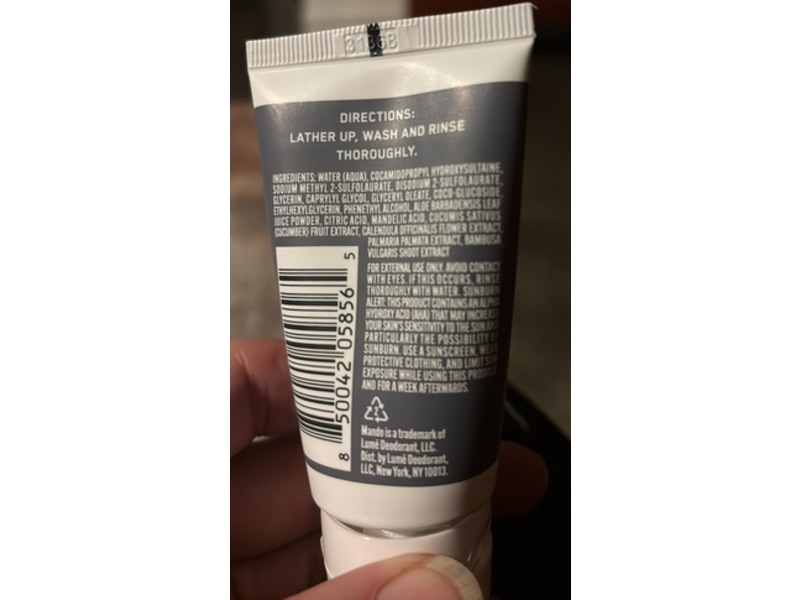 DIRECTIONS:
LATHER UP, WASH AND RINSE
THOROUGHLY.
INGREDIENTS: WATER (AQUA), COCAMIDOPROPYL HYDROXYSULTAINE,
SODIUM METHYL 2-SULFOLAURATE, DISODIUM 2-SULFOLAURATE,
GLYCERIN, CAPRYLYL GLYCOL, GLYCERYL OLEATE, COCO-GLUCOSIDE,
ETHYLHEXYLGLYCERIN, PHENETHYL ALCOHOL, ALOE BARBADENSIS LEAF
JUICE POWDER, CITRIC ACID, MANDELIC ACID, CUCUMIS SATIVUS
(CUCUMBER) FRUIT EXTRACT, CALENDULA OFFICINALIS FLOWER EXTRACT,
PALMARIA PALMATA EXTRACT, BAMBUSA
VULGARIS SHOOT EXTRACT
FOR EXTERNAL USE ONLY. AVOID CONTACT
WITH EYES. IF THIS OCCURS, RINSE
THOROUGHLY WITH WATER. SUNBURN
ALERT: THIS PRODUCT CONTAINS AN ALPHA
HYDROXY ACID (AHA) THAT MAY INCREASE
YOUR SKIN'S SENSITIVITY TO THE SUN AND
PARTICULARLY THE POSSIBILITY OF
SUNBURN. USE A SUNSCREEN, WEAR
PROTECTIVE CLOTHING, AND LIMIT SUN
EXPOSURE WHILE USING THIS PRODUCT
AND FOR A WEEK AFTERWARDS.
8 50042 05856 5
2
Mando is a trademark of
Lumē Deodorant, LLC.
Dist. by Lumē Deodorant,
LLC, New York, NY 10013.